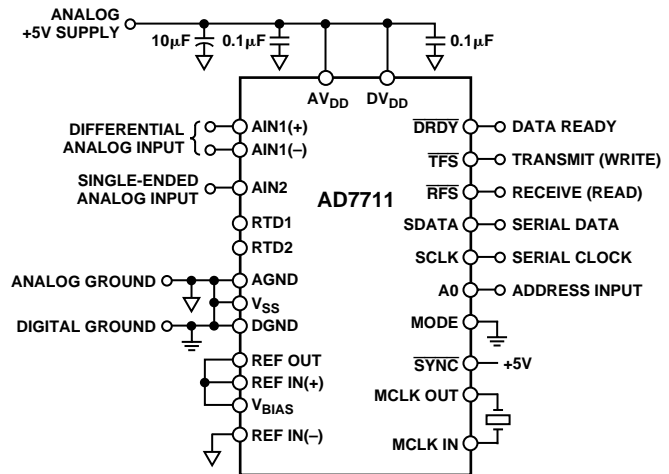 ANALOG
+5V SUPPLY
10µF
0.1µF
0.1µF
AVDD
DVDD
DIFFERENTIAL
ANALOG INPUT
AIN1(+)
AIN1(–)
SINGLE-ENDED
ANALOG INPUT
AIN2
RTD1
RTD2
ANALOG GROUND
AGND
VSS
DIGITAL GROUND
DGND
REF OUT
REF IN(+)
VBIAS
REF IN(–)
AD7711
DRDY
DATA READY
TFS
TRANSMIT (WRITE)
RFS
RECEIVE (READ)
SDATA
SERIAL DATA
SCLK
SERIAL CLOCK
A0
ADDRESS INPUT
MODE
SYNC
+5V
MCLK OUT
MCLK IN